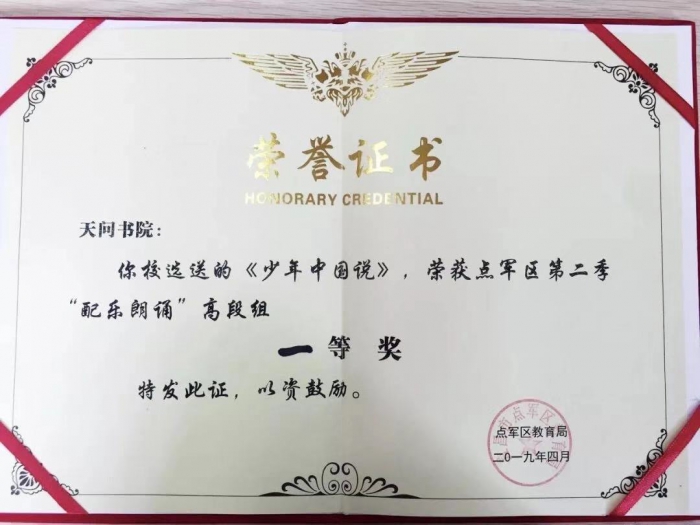 荣誉证书
HONORARY CREDENTIAL
天问书院：
你校选送的《少年中国说》，荣获点军区第二季
“配乐朗诵”高段组
一等奖
特发此证，以资鼓励。
点军区教育局
二0一九年四月